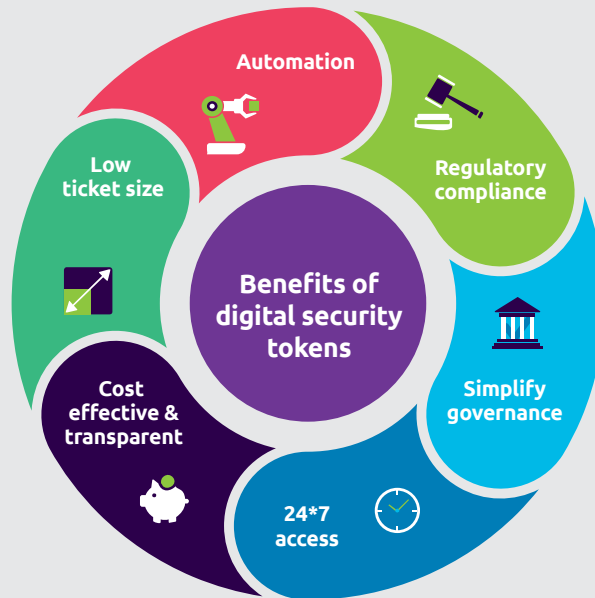 Automation
Regulatory
compliance
Simplify
governance
24*7
access
Cost
effective &
transparent
Low
ticket size
Benefits of
digital security
tokens